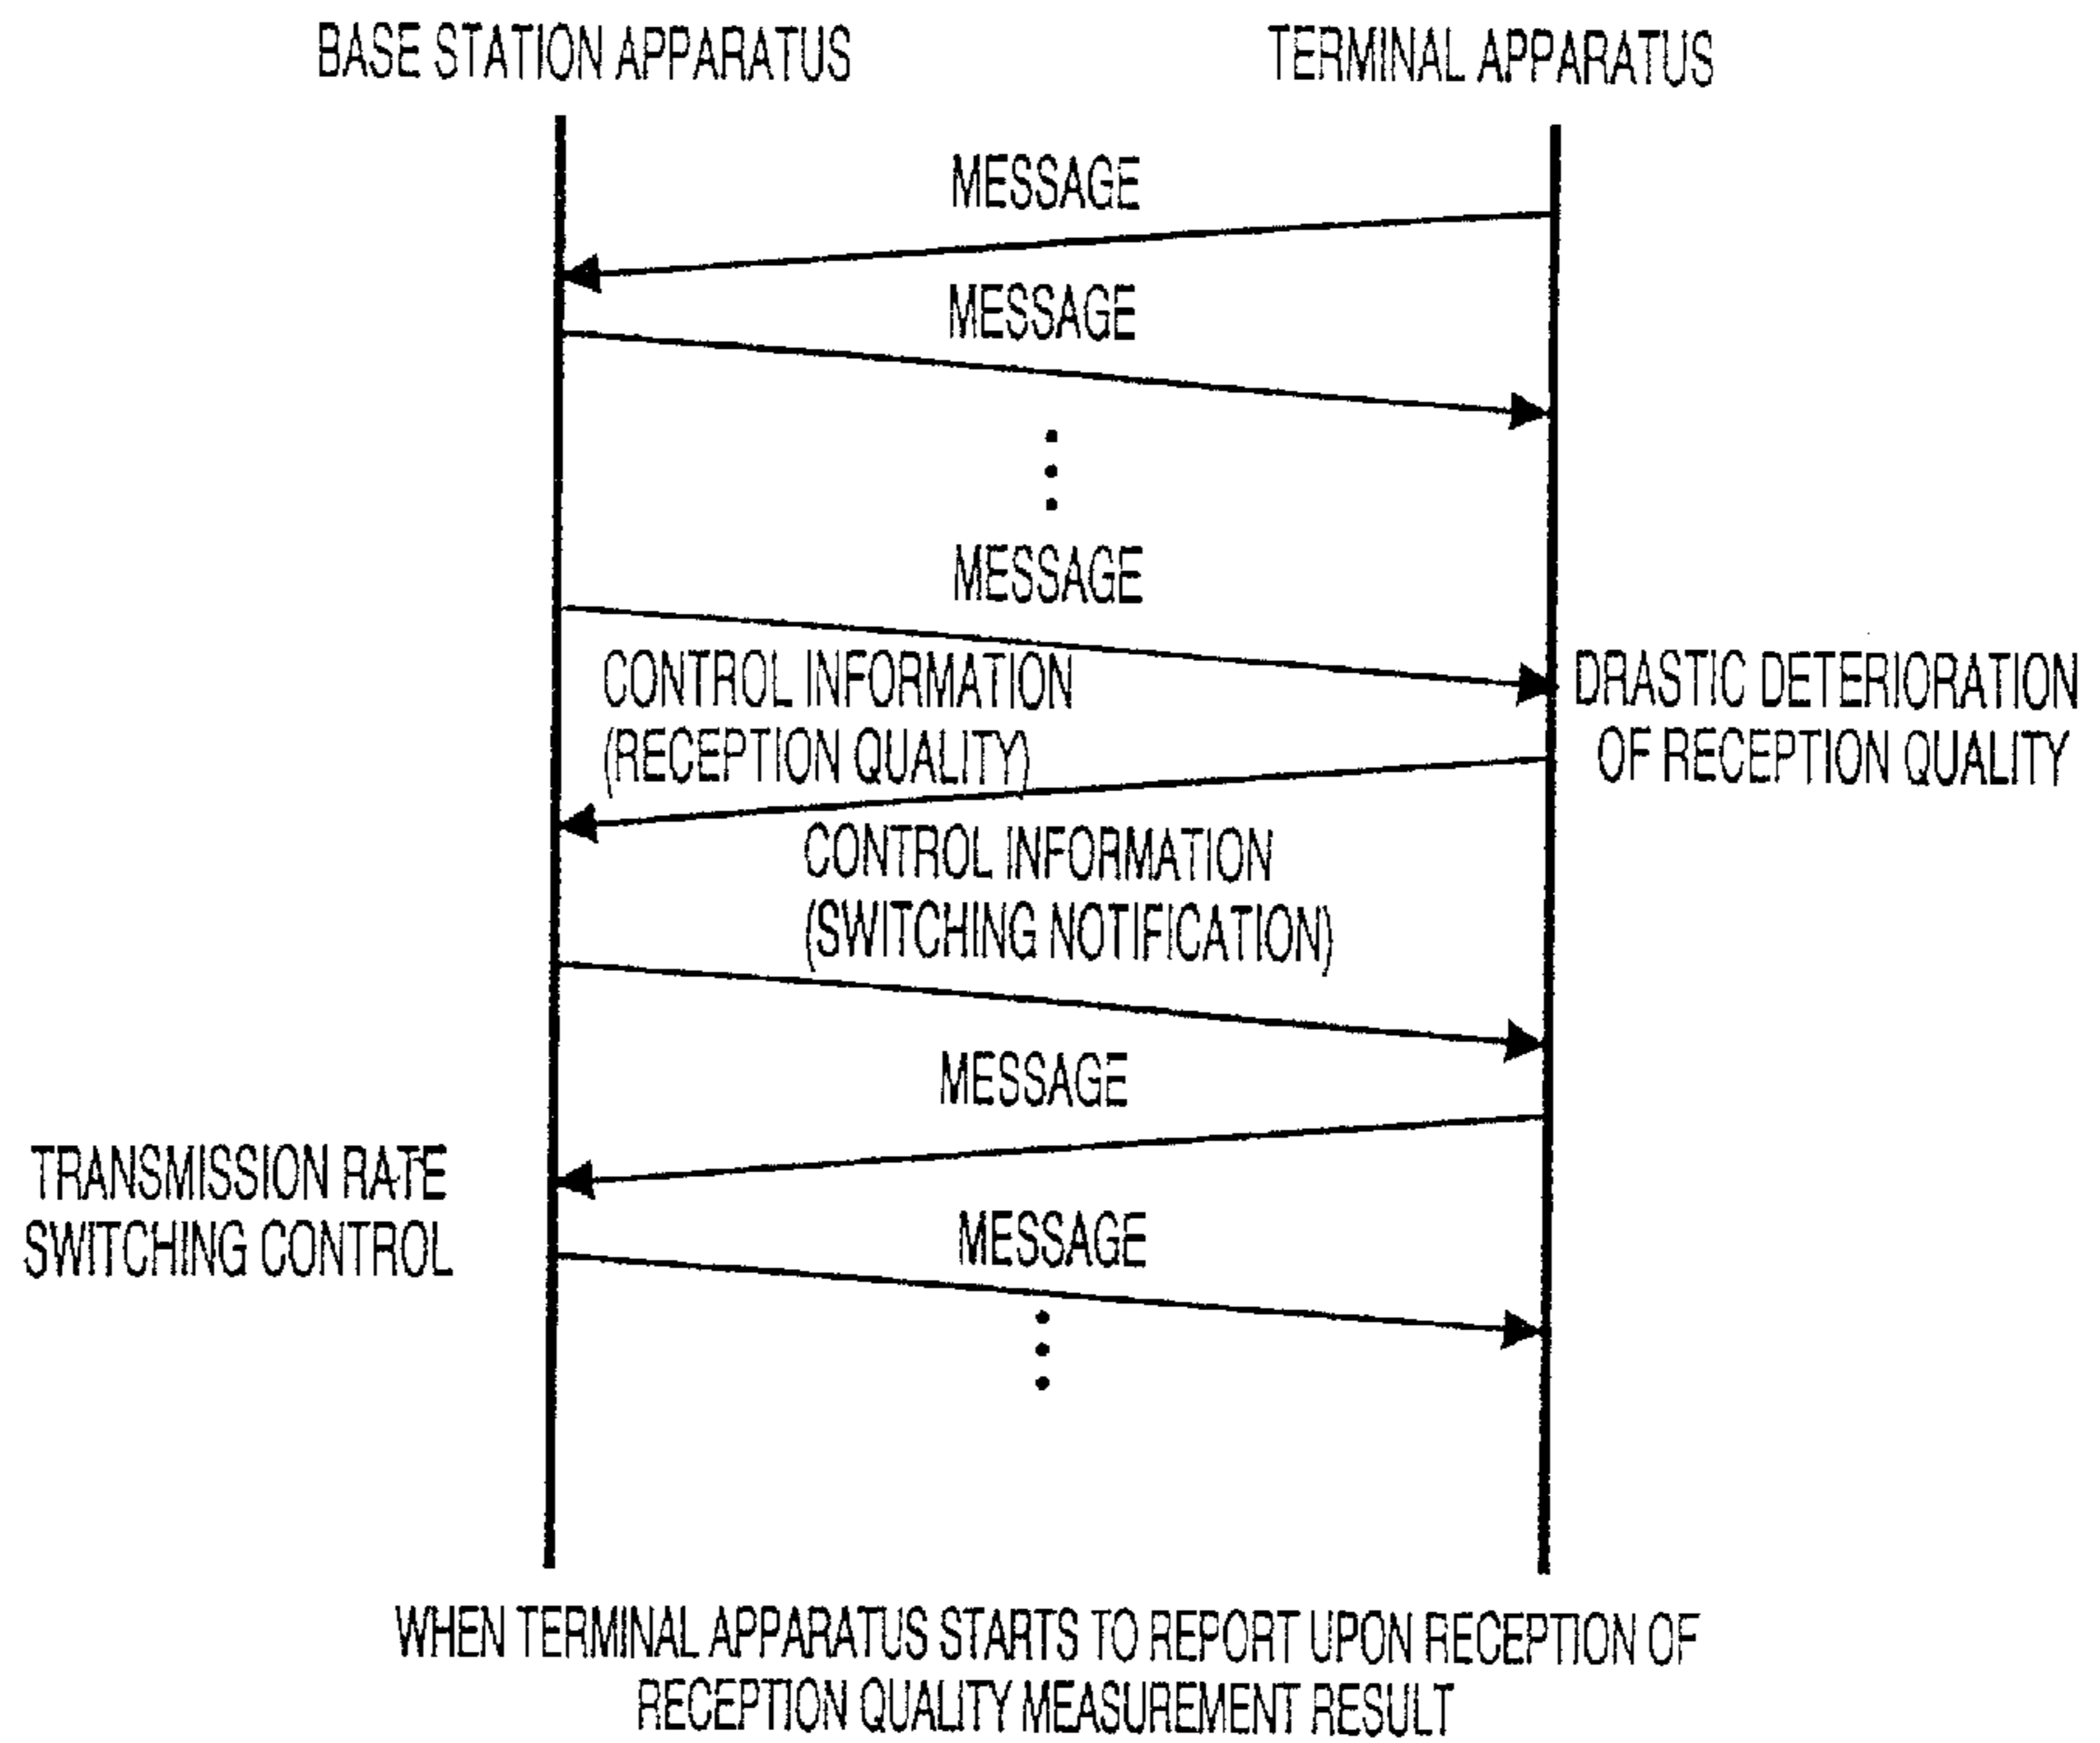 BASE STATION APPARATUS
TERMINAL APPARATUS
MESSAGE
MESSAGE
MESSAGE
CONTROL INFORMATION
(RECEPTION QUALITY)
DRASTIC DETERIORATION
OF RECEPTION QUALITY
CONTROL INFORMATION
(SWITCHING NOTIFICATION)
MESSAGE
TRANSMISSION RATE
SWITCHING CONTROL
MESSAGE
WHEN TERMINAL APPARATUS STARTS TO REPORT UPON RECEPTION OF
RECEPTION QUALITY MEASUREMENT RESULT